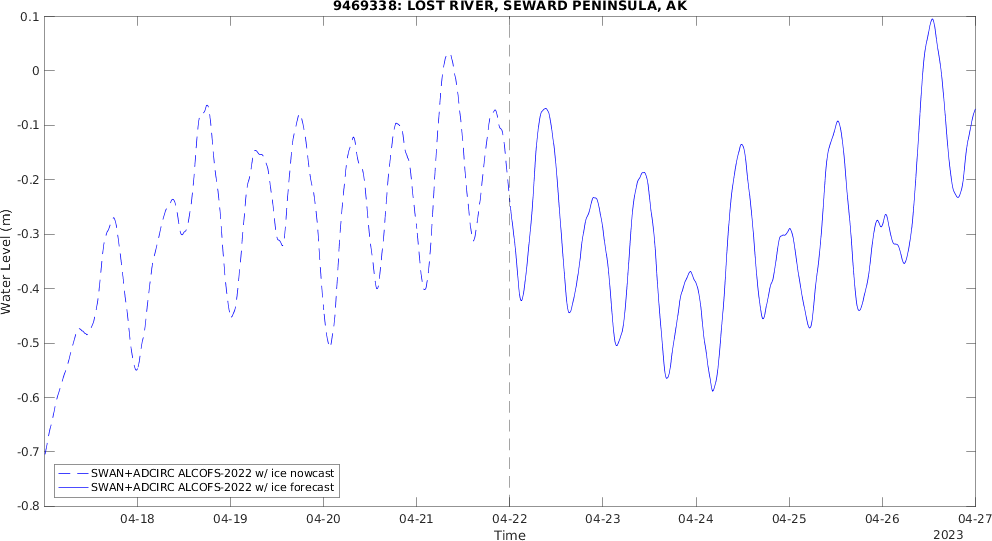 9469338: LOST RIVER, SEWARD PENINSULA, AK
Water Level (m)
0.1
0
-0.1
-0.2
-0.3
-0.4
-0.5
-0.6
-0.7
-0.8
SWAN+ADCIRC ALCOFS-2022 w/ ice nowcast
SWAN+ADCIRC ALCOFS-2022 w/ ice forecast
04-18 04-19 04-20 04-21 04-22 04-23 04-24 04-25 04-26 04-27
Time
2023